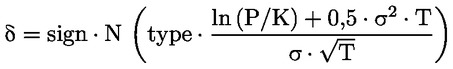 δ = sign · N (type · (ln (P/K) + 0,5 · σ² · T) / (σ · √T))